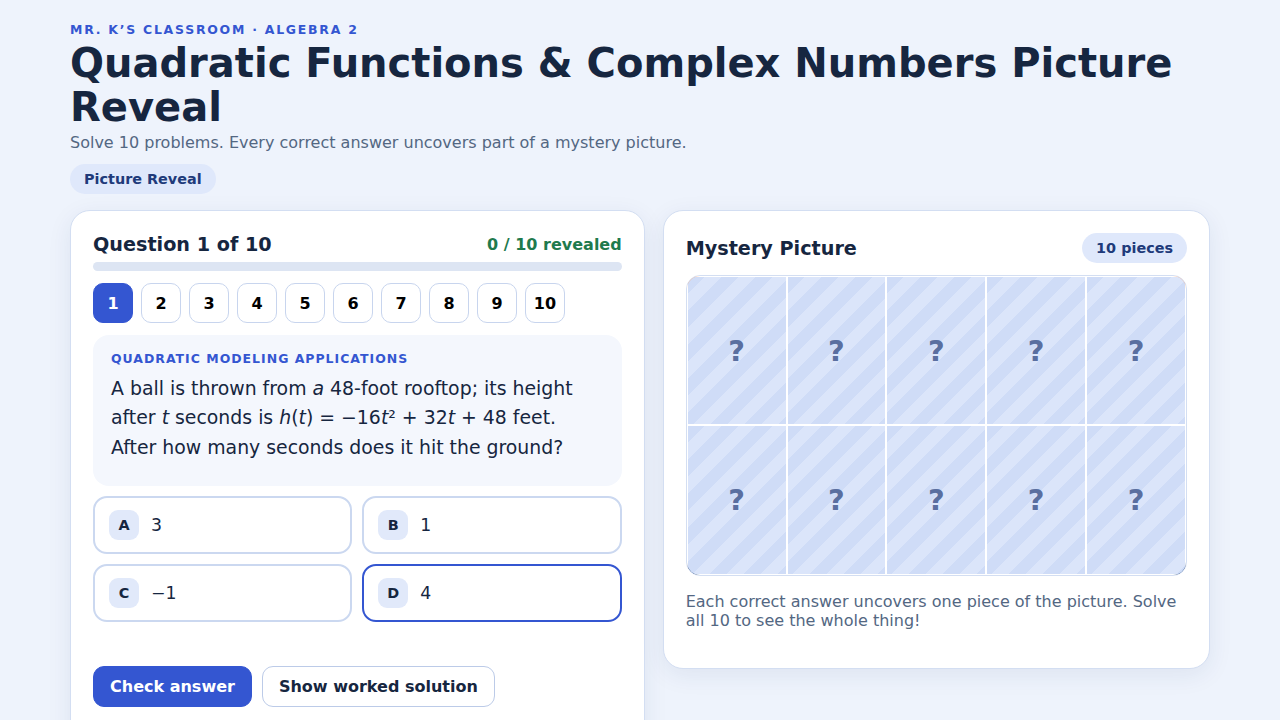 MR. K’S CLASSROOM · ALGEBRA 2
Quadratic Functions & Complex Numbers Picture
Reveal
Solve 10 problems. Every correct answer uncovers part of a mystery picture.
Picture Reveal
Question 1 of 10
0 / 10 revealed
1 2 3 4 5 6 7 8 9 10
QUADRATIC MODELING APPLICATIONS
A ball is thrown from a 48-foot rooftop; its height
after t seconds is h(t) = −16t² + 32t + 48 feet.
After how many seconds does it hit the ground?
A 3
B 1
C −1
D 4
Check answer
Show worked solution
Mystery Picture
10 pieces
? ? ? ? ?
? ? ? ? ?
Each correct answer uncovers one piece of the picture. Solve
all 10 to see the whole thing!